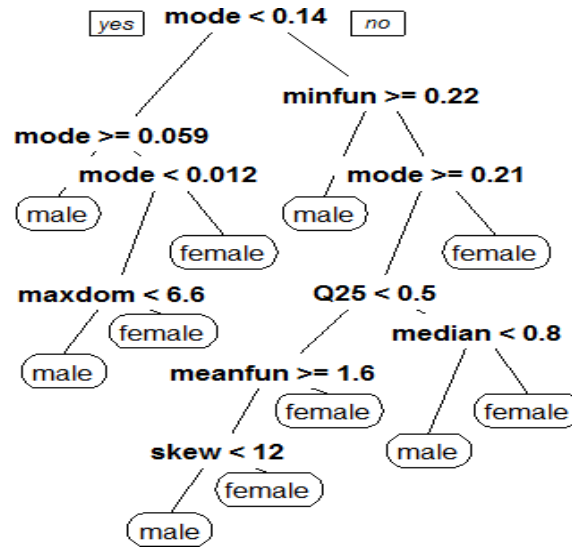 yes mode < 0.14 no
minfun >= 0.22
mode >= 0.059
mode < 0.012 mode >= 0.21
male male
female female
maxdom < 6.6 Q25 < 0.5
female median < 0.8
male meanfun >= 1.6
female female
male
skew < 12
female
male